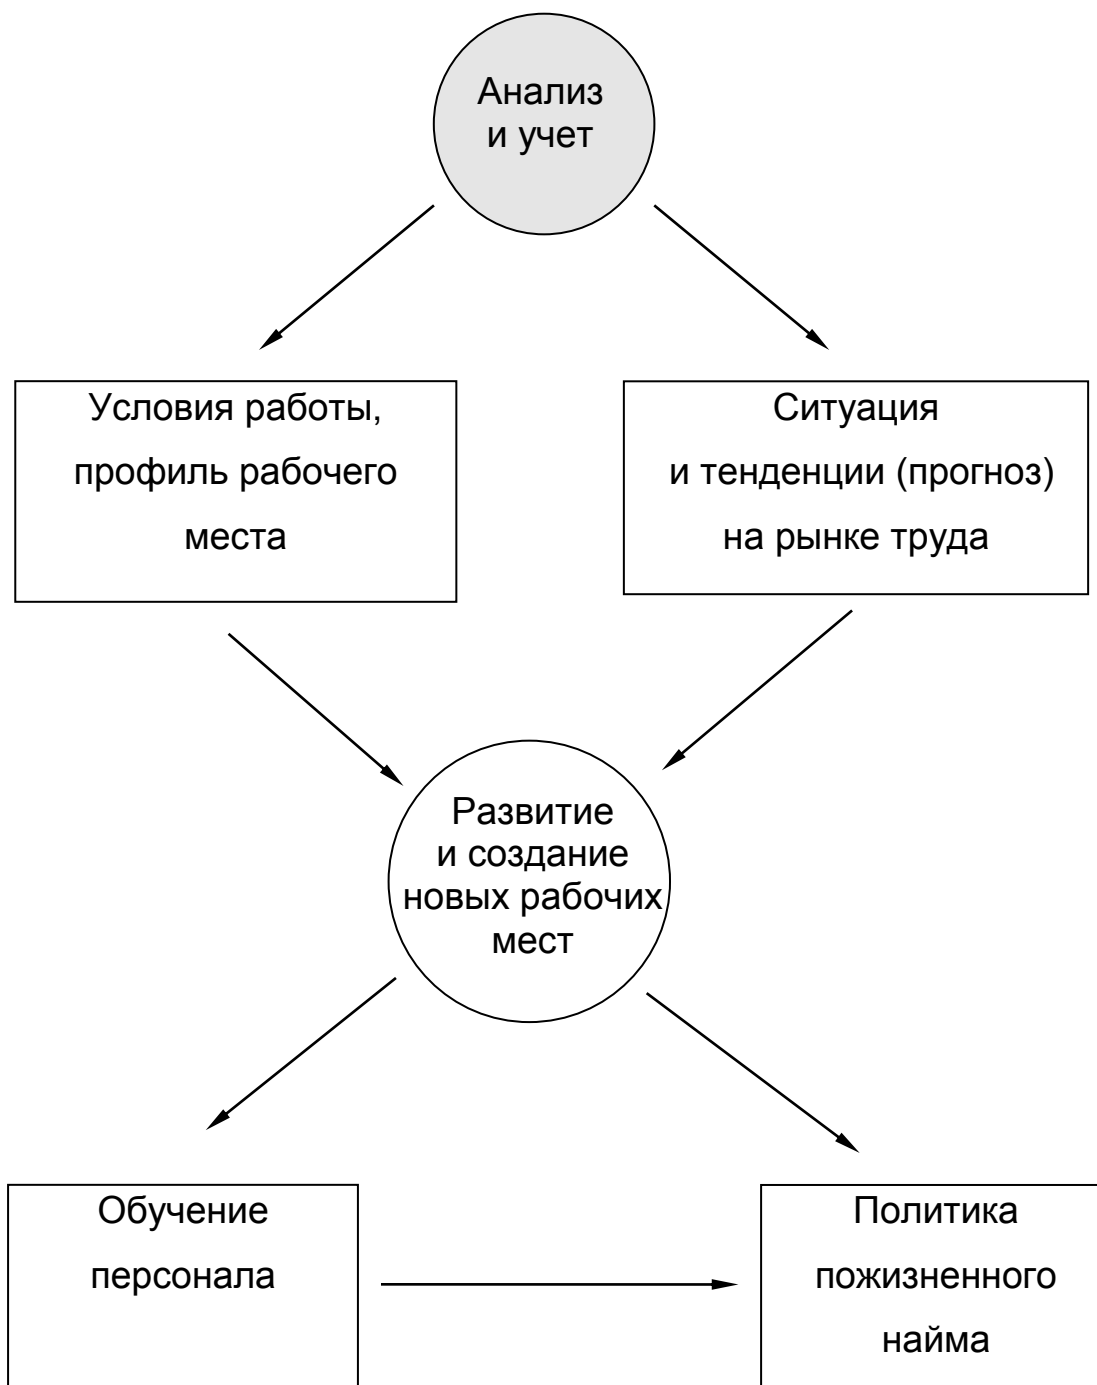 Анализ
и учет
Условия работы,
профиль рабочего
места
Ситуация
и тенденции (прогноз)
на рынке труда
Развитие
и создание
новых рабочих
мест
Обучение
персонала
Политика
пожизненного
найма